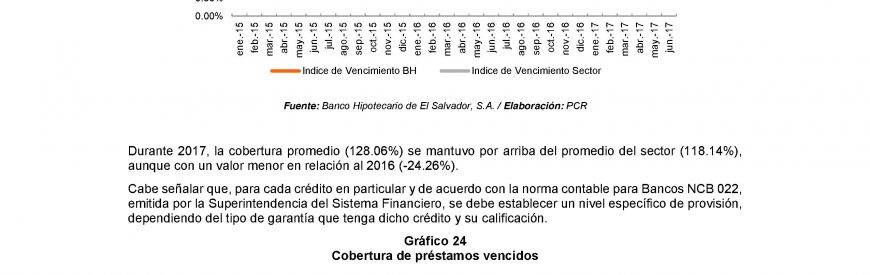 0.00%
ene.-15 feb.-15 mar.-15 abr.-15 may.-15 jun.-15 jul.-15 ago.-15 sep.-15 oct.-15 nov.-15 dic.-15 ene.-16 feb.-16 mar.-16 abr.-16 may.-16 jun.-16 jul.-16 ago.-16 sep.-16 oct.-16 nov.-16 dic.-16 ene.-17 feb.-17 mar.-17 abr.-17 may.-17 jun.-17
Indice de Vencimiento BH Indice de Vencimiento Sector
Fuente: Banco Hipotecario de El Salvador, S.A. / Elaboración: PCR
Durante 2017, la cobertura promedio (128.06%) se mantuvo por arriba del promedio del sector (118.14%),
aunque con un valor menor en relación al 2016 (-24.26%).
Cabe señalar que, para cada crédito en particular y de acuerdo con la norma contable para Bancos NCB 022,
emitida por la Superintendencia del Sistema Financiero, se debe establecer un nivel específico de provisión,
dependiendo del tipo de garantía que tenga dicho crédito y su calificación.
Gráfico 24
Cobertura de préstamos vencidos